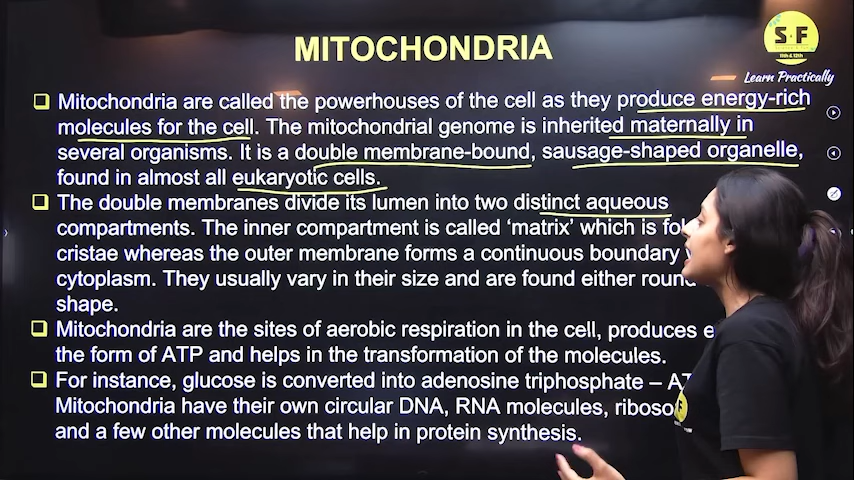 MITOCHONDRIA
S.F
11th & 12th
Learn Practically
Mitochondria are called the powerhouses of the cell as they produce energy-rich
molecules for the cell. The mitochondrial genome is inherited maternally in
several organisms. It is a double membrane-bound, sausage-shaped organelle,
found in almost all eukaryotic cells.
The double membranes divide its lumen into two distinct aqueous
compartments. The inner compartment is called ‘matrix’ which is
cristae whereas the outer membrane forms a continuous boundary
cytoplasm. They usually vary in their size and are found either round
shape.
Mitochondria are the sites of aerobic respiration in the cell, produces
the form of ATP and helps in the transformation of the molecules.
For instance, glucose is converted into adenosine triphosphate –
Mitochondria have their own circular DNA, RNA molecules,
and a few other molecules that help in protein synthesis.